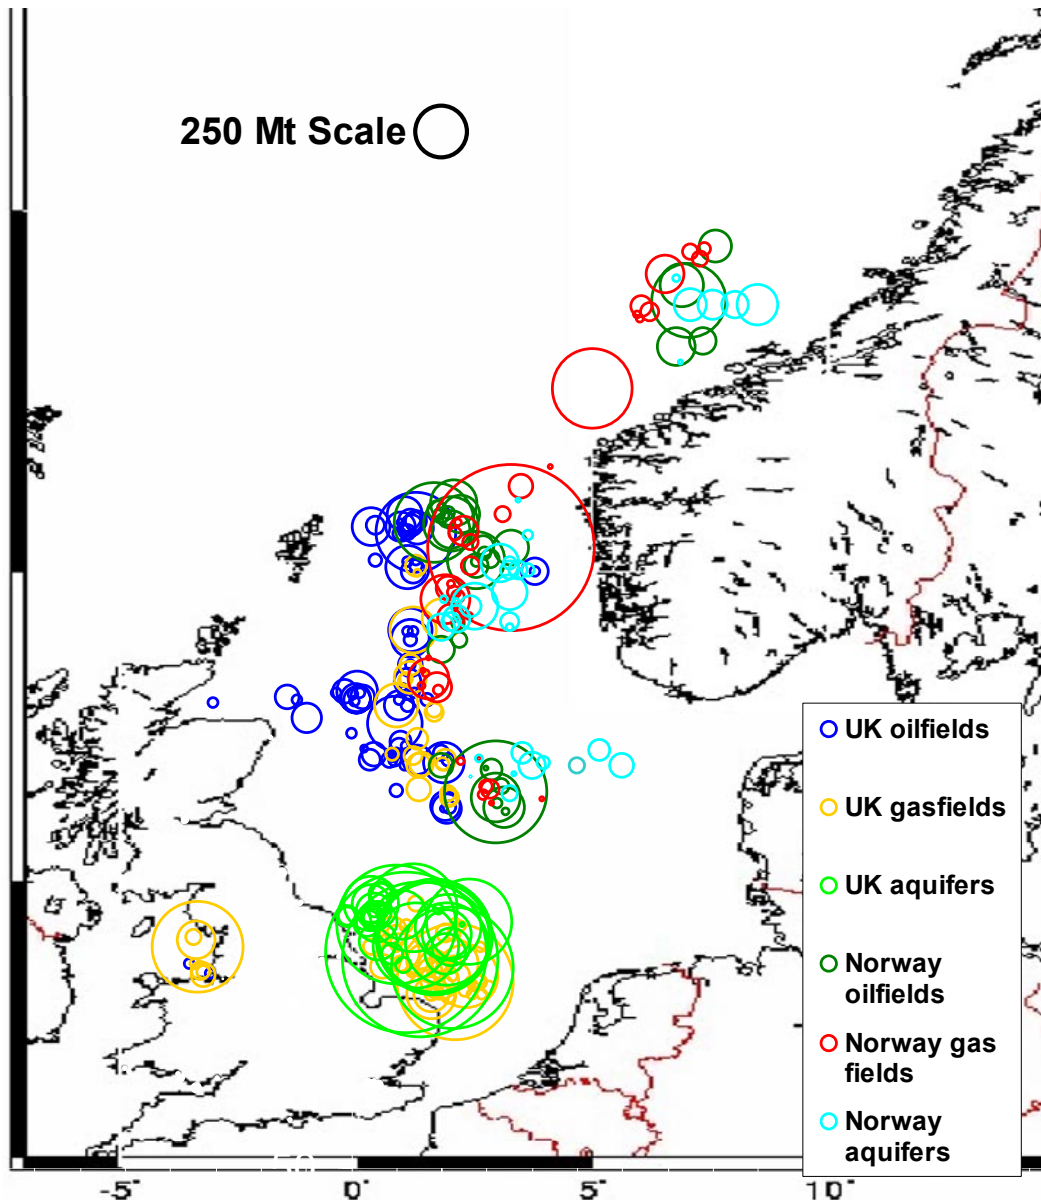 250 Mt Scale
UK oilfields
UK gasfields
UK aquifers
Norway
oilfields
Norway gas
fields
Norway
aquifers
-5° 0° 5° 10°